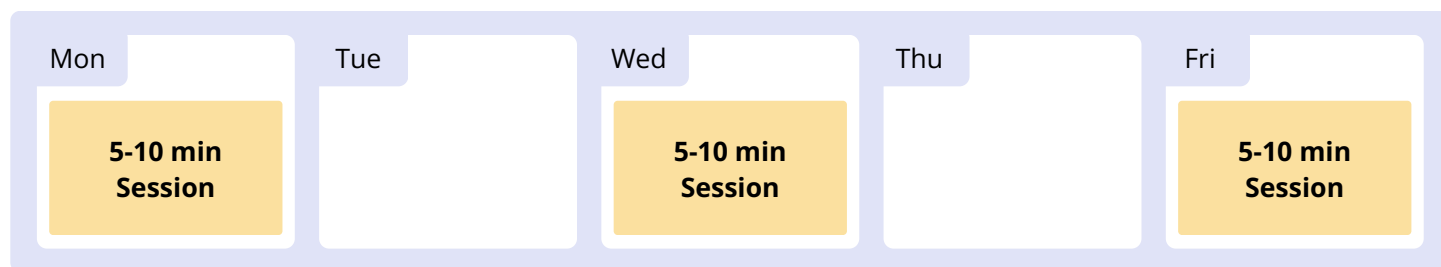 Mon
Tue
Wed
Thu
Fri
5-10 min
Session
5-10 min
Session
5-10 min
Session